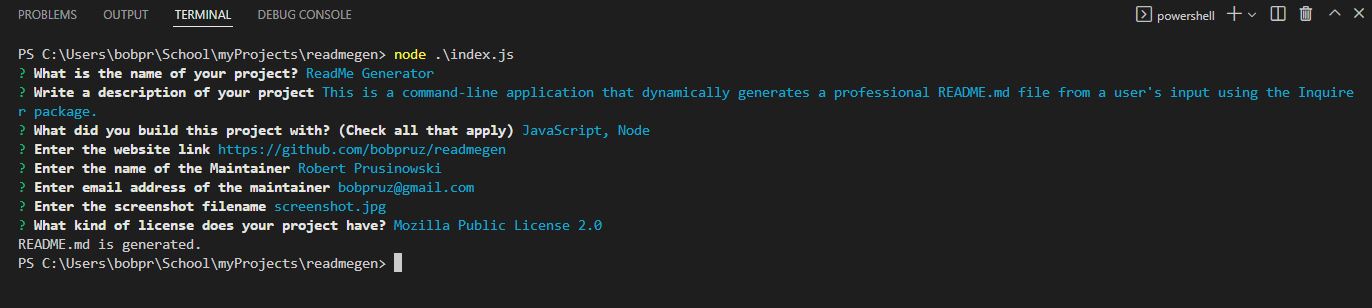 PROBLEMS OUTPUT TERMINAL DEBUG CONSOLE powershell
PS C:\Users\bobpr\School\myProjects\readmegen> node .\index.js
? What is the name of your project? ReadMe Generator
? Write a description of your project This is a command-line application that dynamically generates a professional README.md file from a user's input using the Inquire
r package.
? What did you build this project with? (Check all that apply) JavaScript, Node
? Enter the website link https://github.com/bobpruz/readmegen
? Enter the name of the Maintainer Robert Prusinowski
? Enter email address of the maintainer bobpruz@gmail.com
? Enter the screenshot filename screenshot.jpg
? What kind of license does your project have? Mozilla Public License 2.0
README.md is generated.
PS C:\Users\bobpr\School\myProjects\readmegen>